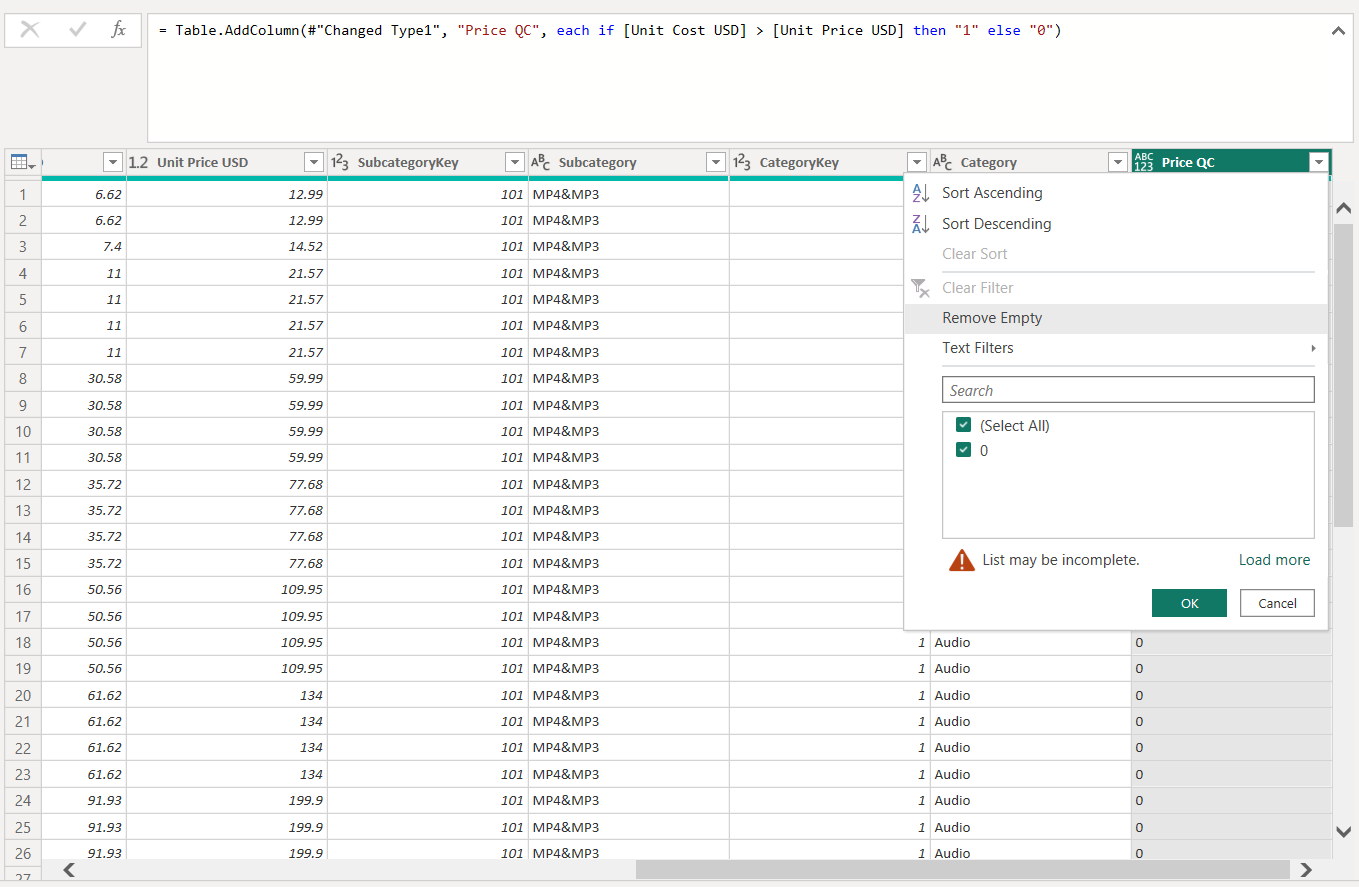 fx = Table.AddColumn(#"Changed Type1", "Price QC", each if [Unit Cost USD] > [Unit Price USD] then "1" else "0")
1.2 Unit Price USD 123 SubcategoryKey ABC Subcategory 123 CategoryKey ABC Category ABC 123 Price QC
1 6.62 12.99 101 MP4&MP3
2 6.62 12.99 101 MP4&MP3
3 7.4 14.52 101 MP4&MP3
4 11 21.57 101 MP4&MP3
5 11 21.57 101 MP4&MP3
6 11 21.57 101 MP4&MP3
7 11 21.57 101 MP4&MP3
8 30.58 59.99 101 MP4&MP3
9 30.58 59.99 101 MP4&MP3
10 30.58 59.99 101 MP4&MP3
11 30.58 59.99 101 MP4&MP3
12 35.72 77.68 101 MP4&MP3
13 35.72 77.68 101 MP4&MP3
14 35.72 77.68 101 MP4&MP3
15 35.72 77.68 101 MP4&MP3
16 50.56 109.95 101 MP4&MP3
17 50.56 109.95 101 MP4&MP3
18 50.56 109.95 101 MP4&MP3 1 Audio 0
19 50.56 109.95 101 MP4&MP3 1 Audio 0
20 61.62 134 101 MP4&MP3 1 Audio 0
21 61.62 134 101 MP4&MP3 1 Audio 0
22 61.62 134 101 MP4&MP3 1 Audio 0
23 61.62 134 101 MP4&MP3 1 Audio 0
24 91.93 199.9 101 MP4&MP3 1 Audio 0
25 91.93 199.9 101 MP4&MP3 1 Audio 0
26 91.93 199.9 101 MP4&MP3 1 Audio 0
27
AZ Sort Ascending
ZA Sort Descending
Clear Sort
Clear Filter
Remove Empty
Text Filters
Search
(Select All)
0
List may be incomplete. Load more
OK Cancel